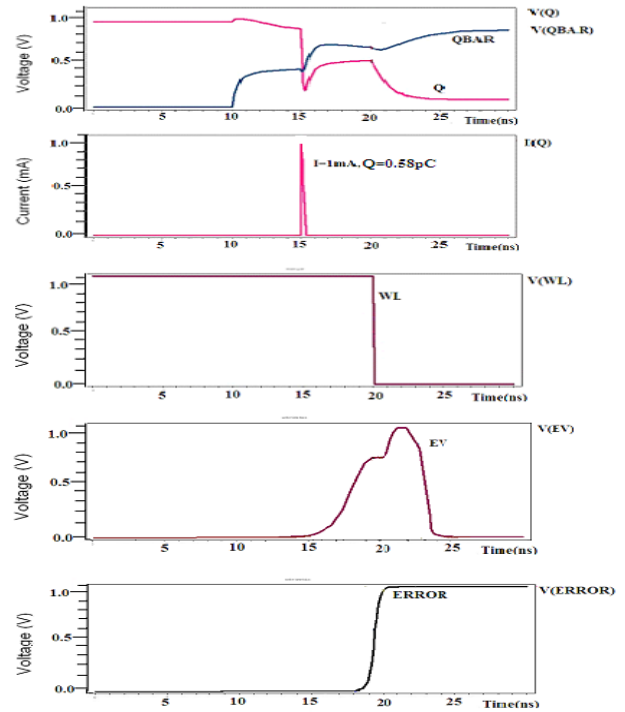 V(Q)
V(QBAR)
Voltage (V)
1.0
0.5
0.0
QBAR
Q
5
10
15
20
25
Time(ns)
I(Q)
Current (mA)
1.0
0.5
0.0
I=1mA, Q=0.58pC
5
10
15
20
25
Time(ns)
V(WL)
Voltage (V)
1.0
0.5
0.0
WL
5
10
15
20
25
Time(ns)
V(EV)
Voltage (V)
1.0
0.5
0.0
EV
5
10
15
20
25
Time(ns)
V(ERROR)
Voltage (V)
1.0
0.5
0.0
ERROR
5
10
15
20
25
Time(ns)